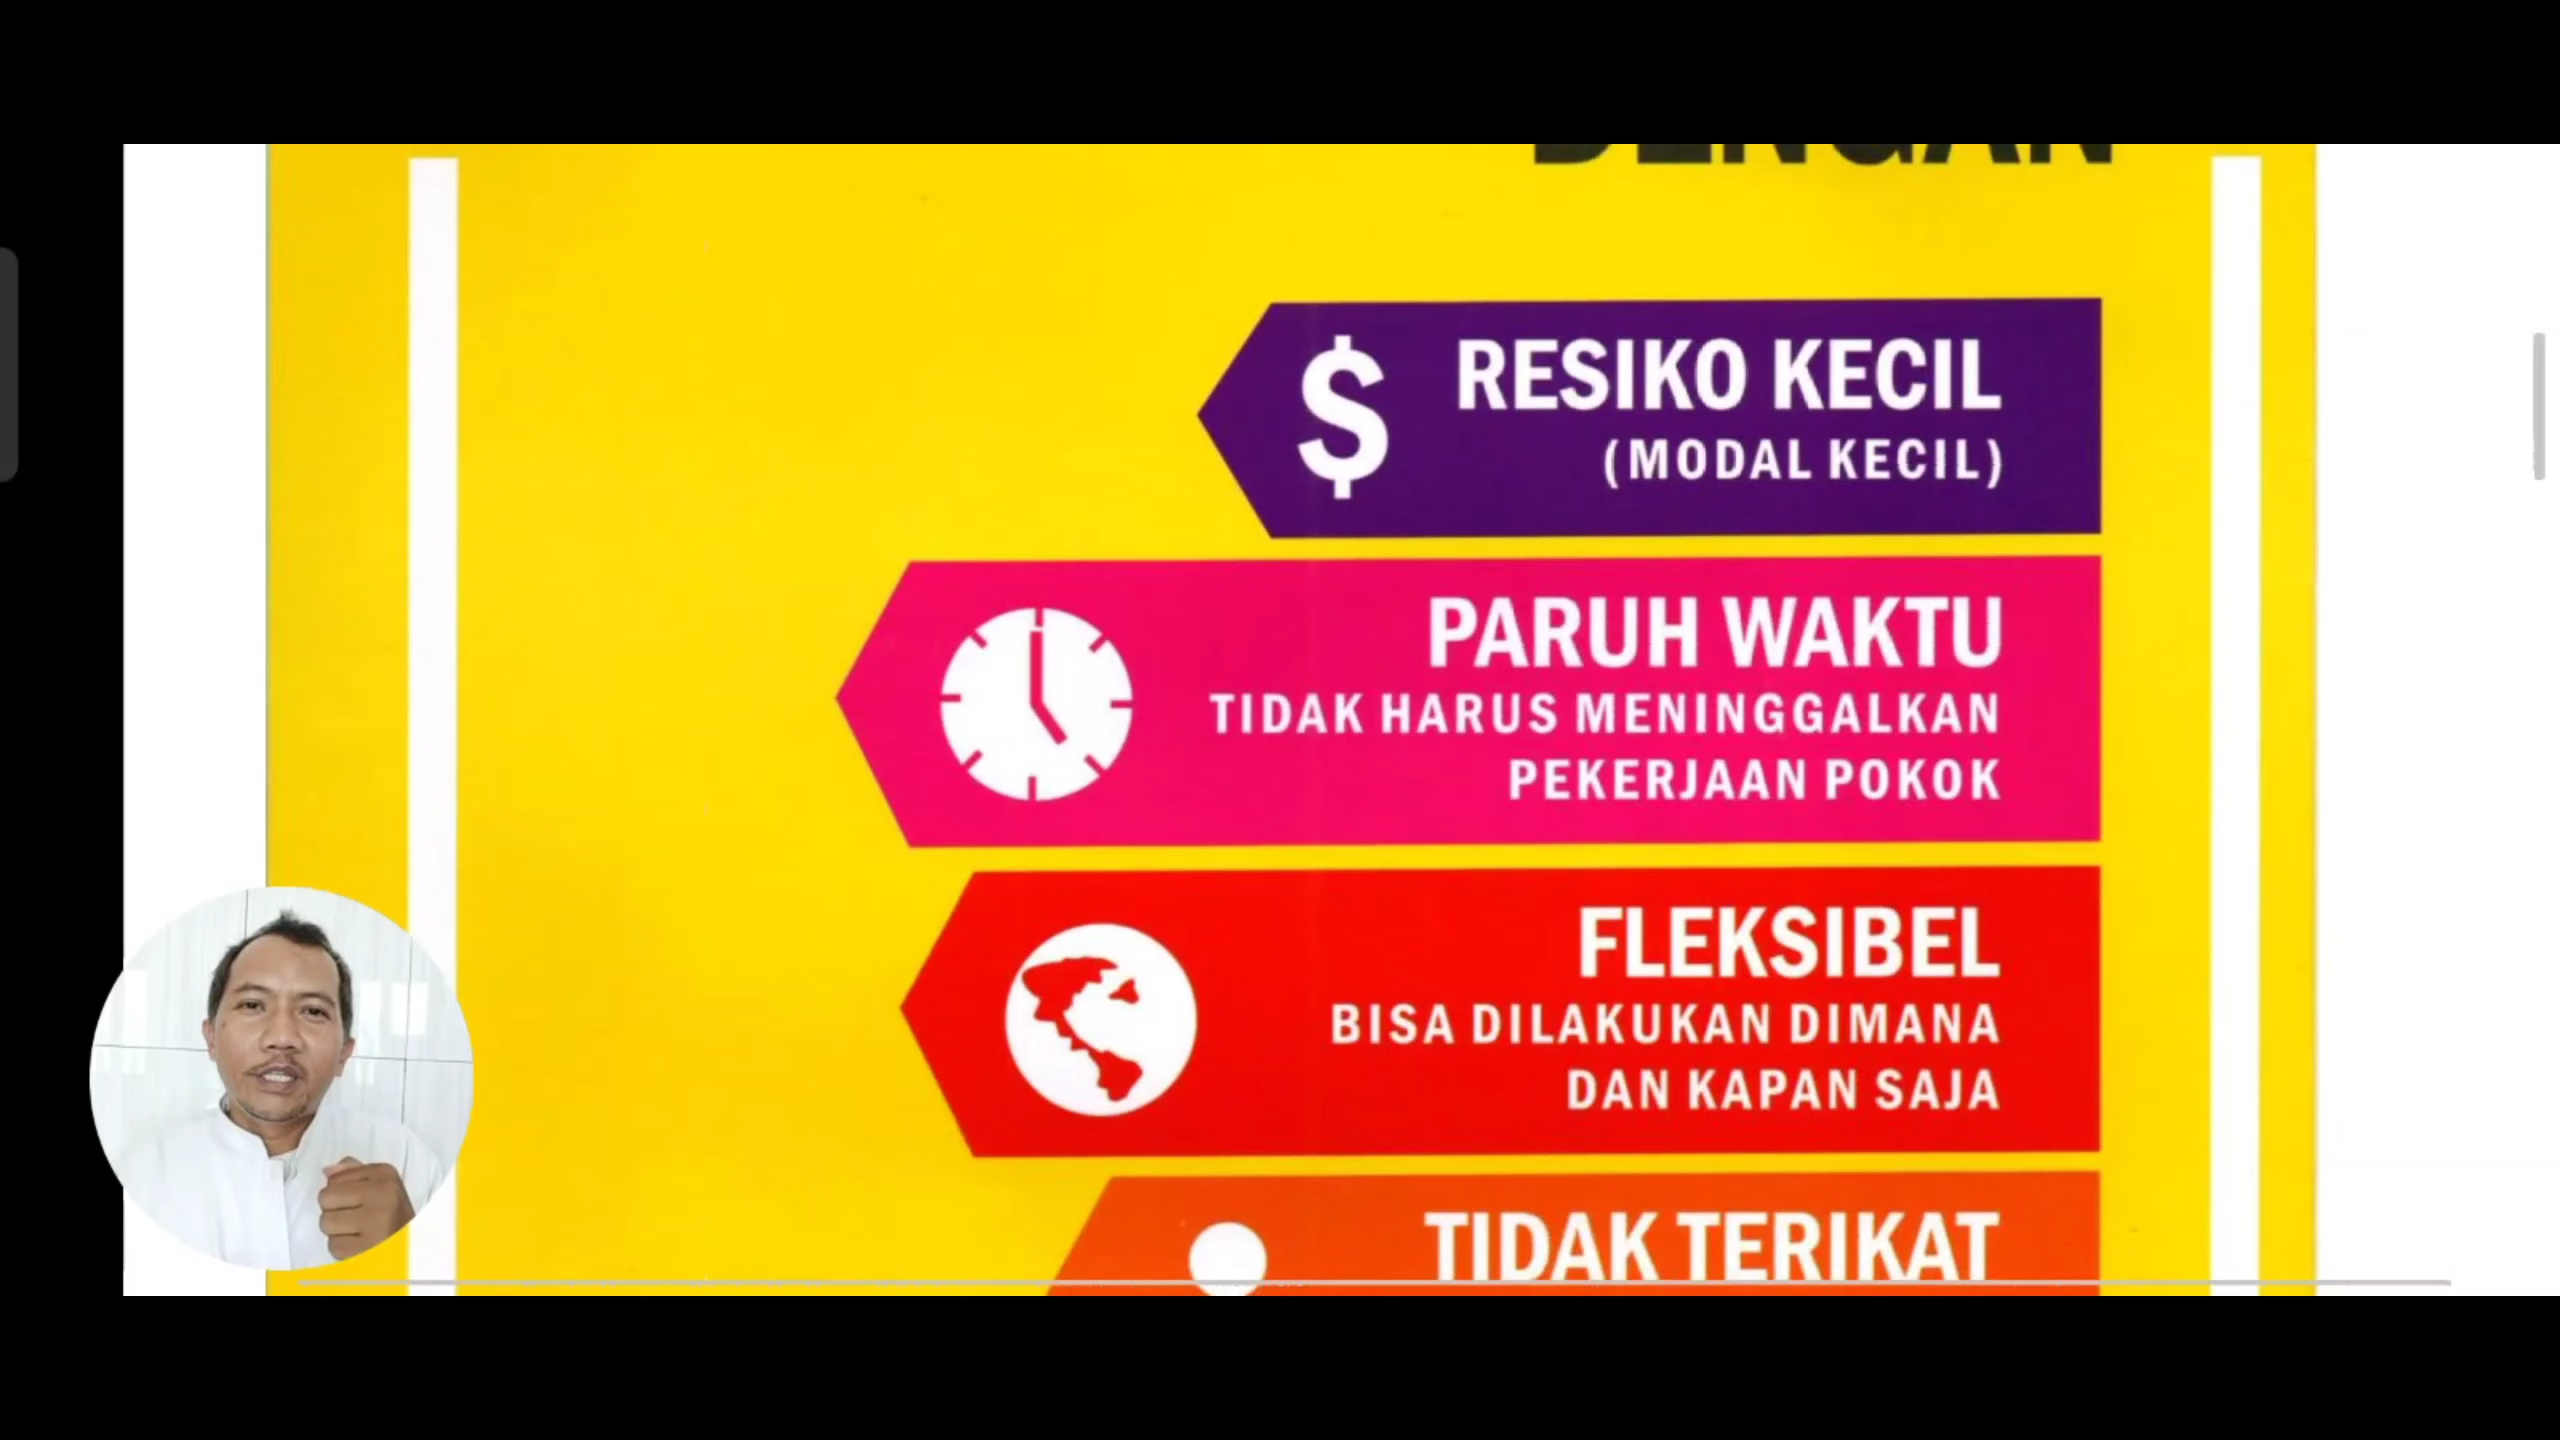 DENGAN
$ RESIKO KECIL
(MODAL KECIL)
PARUH WAKTU
TIDAK HARUS MENINGGALKAN
PEKERJAAN POKOK
FLEKSIBEL
BISA DILAKUKAN DIMANA
DAN KAPAN SAJA
TIDAK TERIKAT